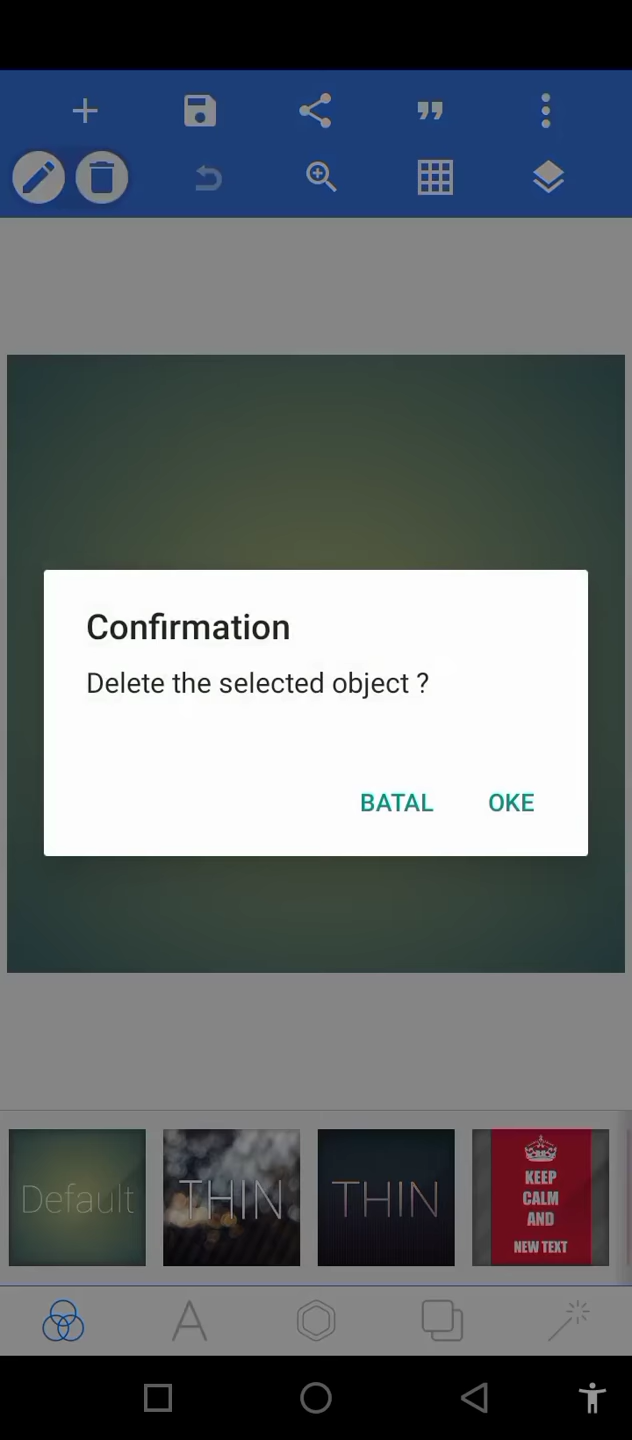 Confirmation
Delete the selected object ?
BATAL OKE
Default
THIN
THIN
KEEP
CALM
AND
NEW TEXT
A